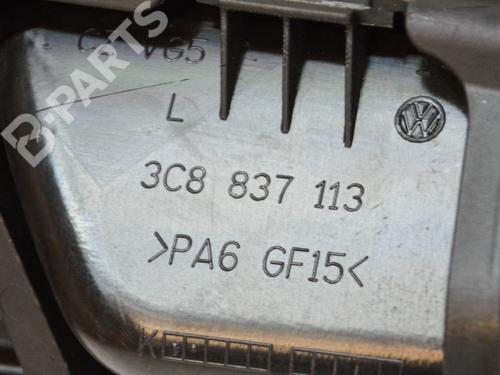 B-PARTS
L
3C8 837 113
>PA6 GF15<
K